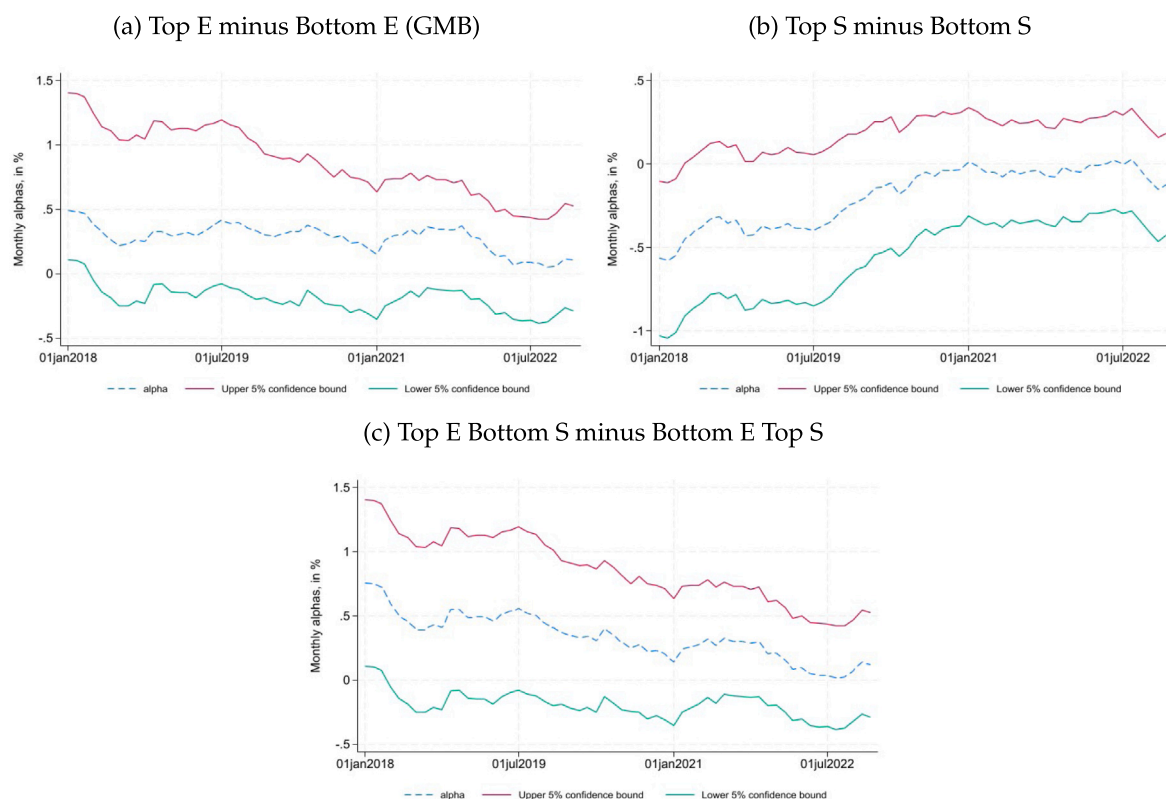 (a) Top E minus Bottom E (GMB)
Monthly alphas, in %
1.5
1
.5
0
-.5
01jan2018 01jul2019 01jan2021 01jul2022
alpha Upper 5% confidence bound Lower 5% confidence bound
(b) Top S minus Bottom S
Monthly alphas, in %
.5
0
-.5
-1
01jan2018 01jul2019 01jan2021 01jul2022
alpha Upper 5% confidence bound Lower 5% confidence bound
(c) Top E Bottom S minus Bottom E Top S
Monthly alphas, in %
1.5
1
.5
0
-.5
01jan2018 01jul2019 01jan2021 01jul2022
alpha Upper 5% confidence bound Lower 5% confidence bound